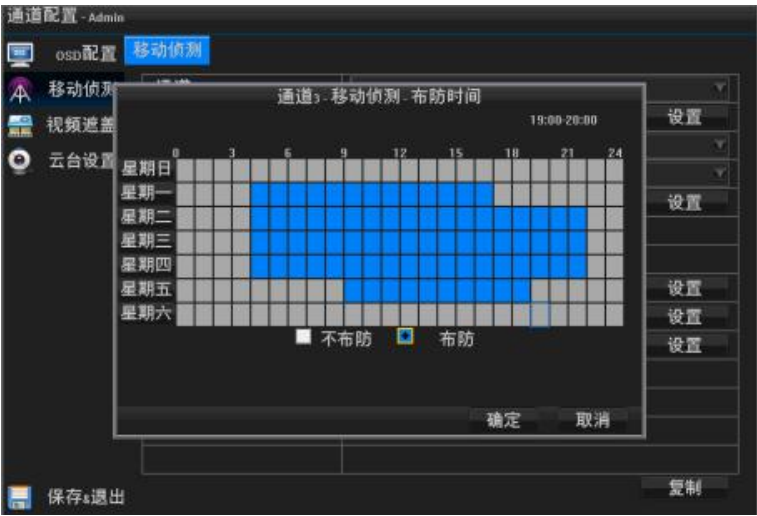 通道配置 - Admin
OSD配置
移动侦测
移动侦测
视频遮盖
云台设置
保存&退出
通道3 - 移动侦测 - 布防时间
19:00-20:00
0 3 6 9 12 15 18 21 24
星期日
星期一
星期二
星期三
星期四
星期五
星期六
不布防 布防
确定 取消
设置
设置
设置
设置
设置
复制